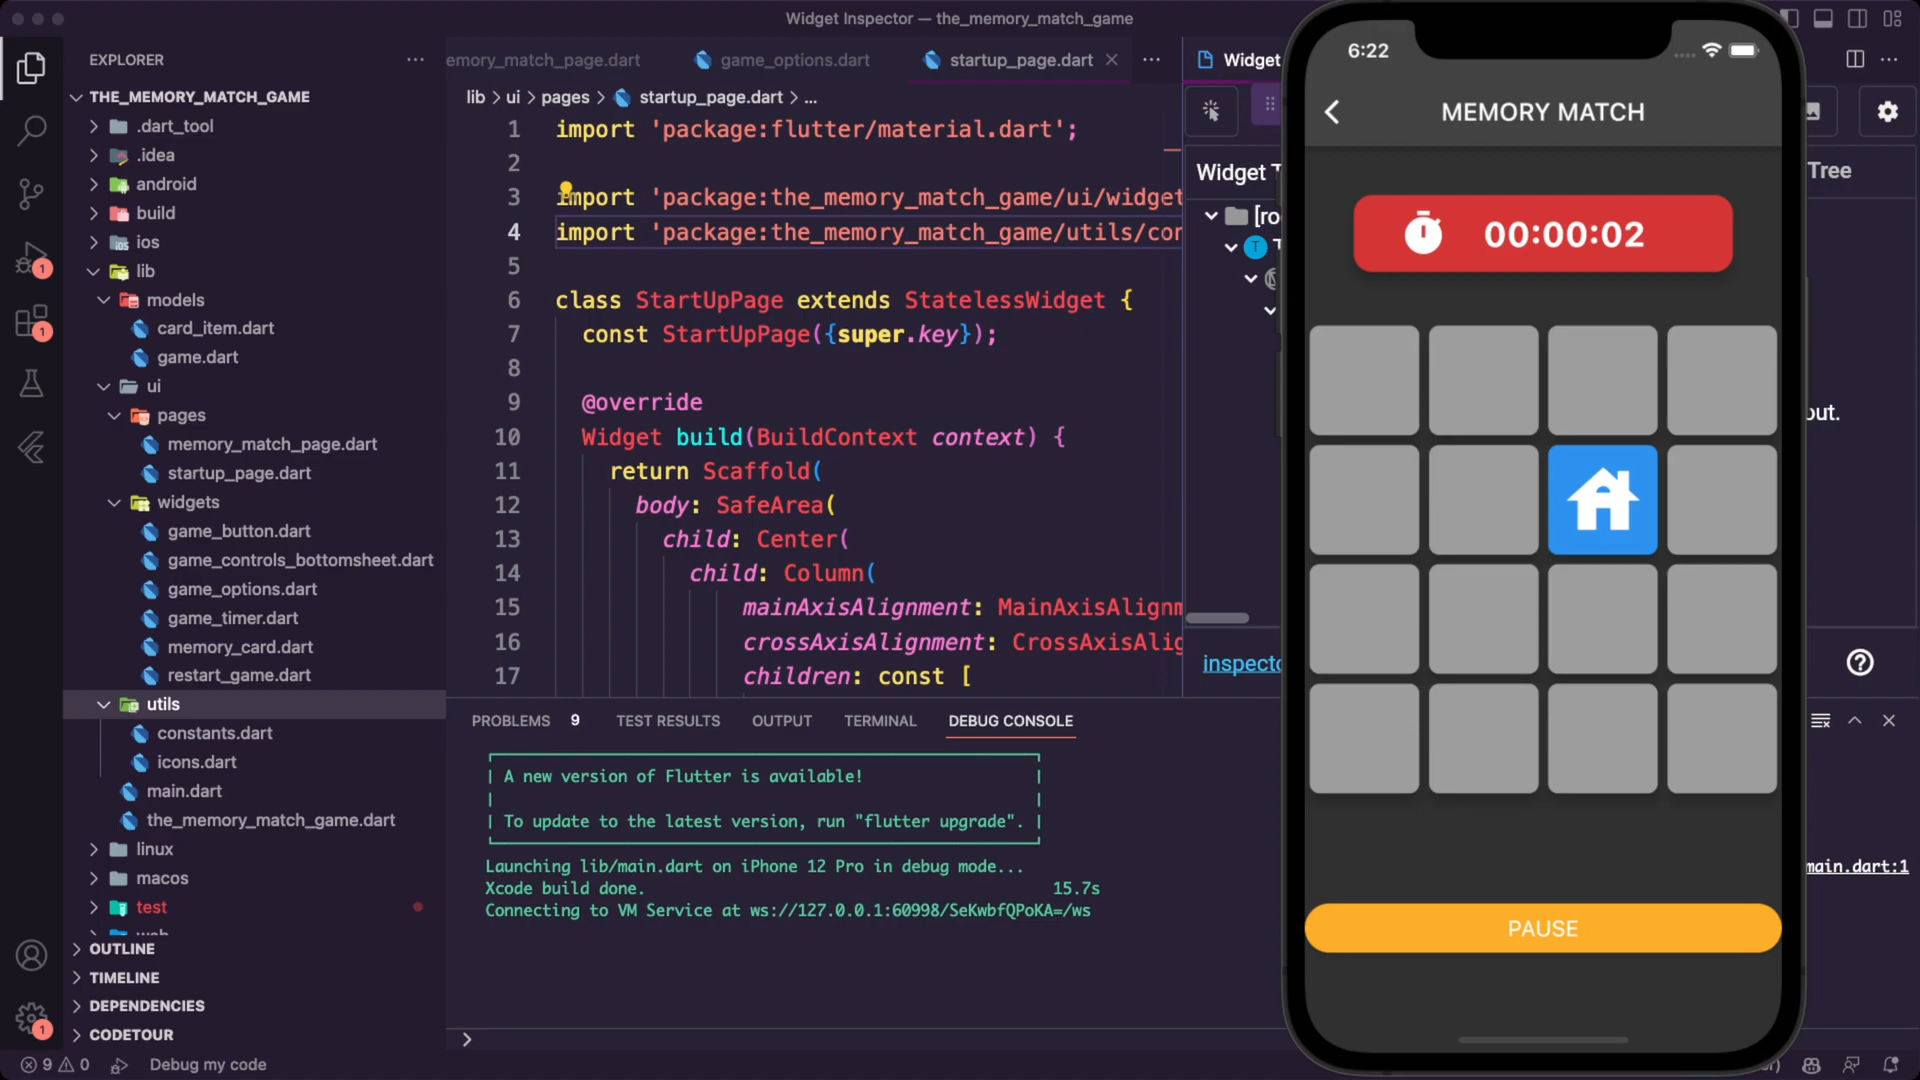 Widget Inspector — the_memory_match_game
EXPLORER
THE_MEMORY_MATCH_GAME
.dart_tool
.idea
android
build
ios
lib
models
card_item.dart
game.dart
ui
pages
memory_match_page.dart
startup_page.dart
widgets
game_button.dart
game_controls_bottomsheet.dart
game_options.dart
game_timer.dart
memory_card.dart
restart_game.dart
utils
constants.dart
icons.dart
main.dart
the_memory_match_game.dart
linux
macos
test
web
OUTLINE
TIMELINE
DEPENDENCIES
CODETOUR
1
1
1
9 0 Debug my code
emory_match_page.dart game_options.dart startup_page.dart
lib > ui > pages > startup_page.dart > ...
1 import 'package:flutter/material.dart';
2
3 import 'package:the_memory_match_game/ui/widget
4 import 'package:the_memory_match_game/utils/con
5
6 class StartUpPage extends StatelessWidget {
7 const StartUpPage({super.key});
8
9 @override
10 Widget build(BuildContext context) {
11 return Scaffold(
12 body: SafeArea(
13 child: Center(
14 child: Column(
15 mainAxisAlignment: MainAxisAlignm
16 crossAxisAlignment: CrossAxisAlig
17 children: const [
PROBLEMS 9 TEST RESULTS OUTPUT TERMINAL DEBUG CONSOLE
A new version of Flutter is available!
To update to the latest version, run "flutter upgrade".
Launching lib/main.dart on iPhone 12 Pro in debug mode...
Xcode build done. 15.7s
Connecting to VM Service at ws://127.0.0.1:60998/SeKwbfQPoKA=/ws
main.dart:1
Widget
Widget T
Tree
[ro
T
out.
inspecto
6:22
MEMORY MATCH
00:00:02
PAUSE